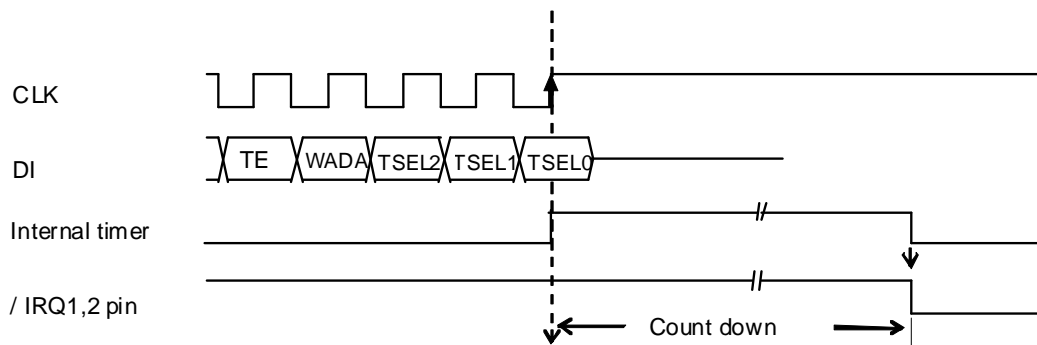 CLK
DI
TE WADA TSEL2 TSEL1 TSEL0
Internal timer
/ IRQ1,2 pin
Count down